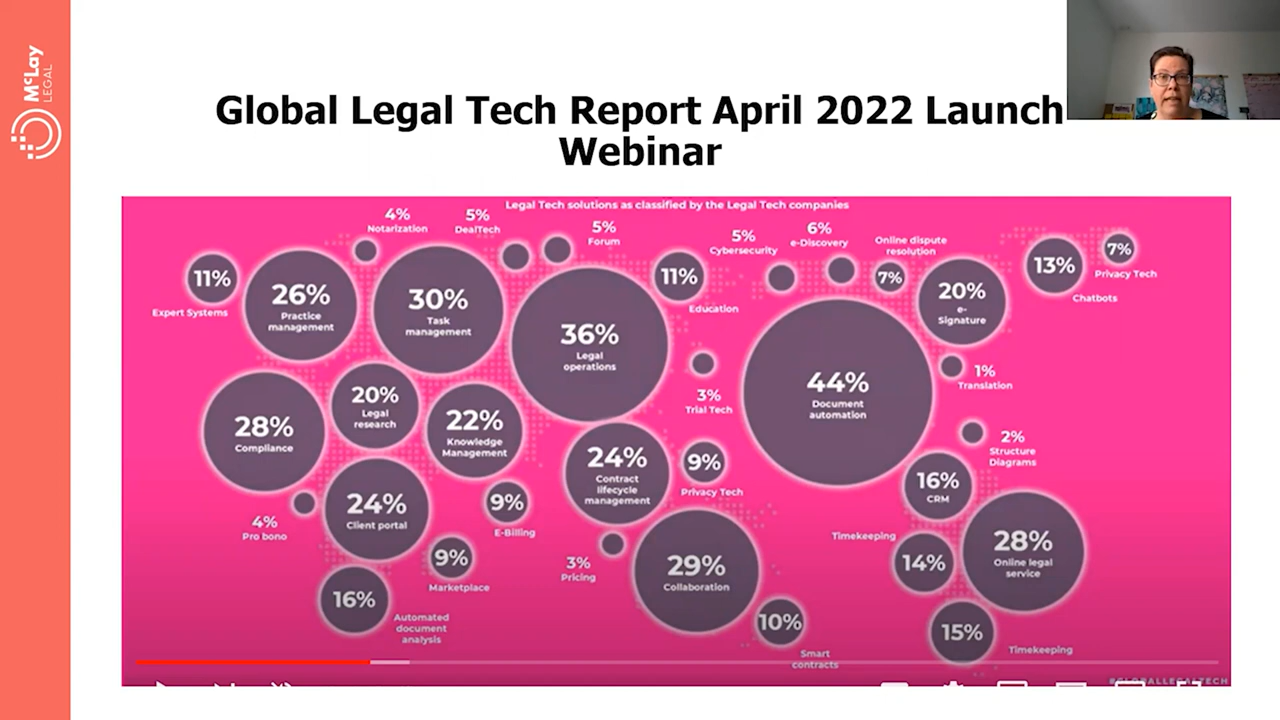 McLay
LEGAL
Global Legal Tech Report April 2022 Launch
Webinar
Legal Tech solutions as classified by the Legal Tech companies
4%
Notarization
5%
DealTech
5%
Forum
5%
Cybersecurity
6%
e-Discovery
Online dispute
resolution
7%
11%
Expert Systems
26%
Practice
management
30%
Task
management
36%
Legal
operations
11%
Education
20%
e-
Signature
13%
Chatbots
7%
Privacy Tech
44%
Document
automation
3%
Trial Tech
1%
Translation
28%
Compliance
20%
Legal
research
22%
Knowledge
Management
24%
Contract
lifecycle
management
9%
Privacy Tech
2%
Structure
Diagrams
16%
CRM
4%
Pro bono
24%
Client portal
9%
E-Billing
9%
Marketplace
3%
Pricing
29%
Collaboration
Timekeeping
14%
28%
Online legal
service
16%
Automated
document
analysis
10%
Smart
contracts
15%
Timekeeping
#GLOBALLEGALTECH